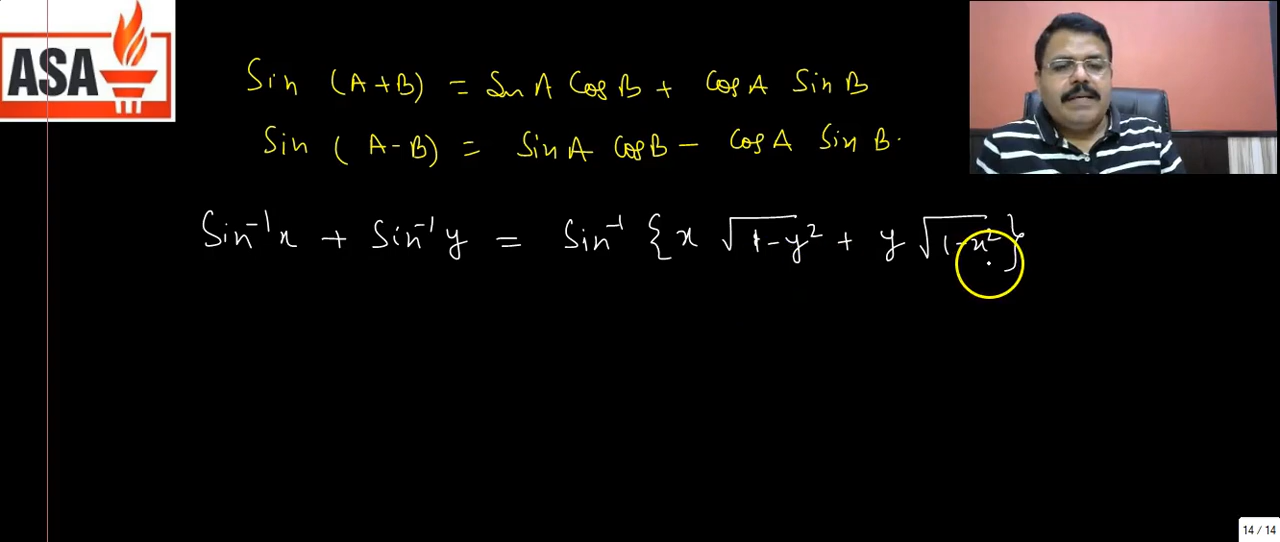 ASA
Sin (A+B) = Sin A Cos B + Cos A Sin B
Sin (A-B) = Sin A Cos B - Cos A Sin B.
Sin⁻¹x + Sin⁻¹y = Sin⁻¹ {x √1-y² + y √1-x²}
14 / 14